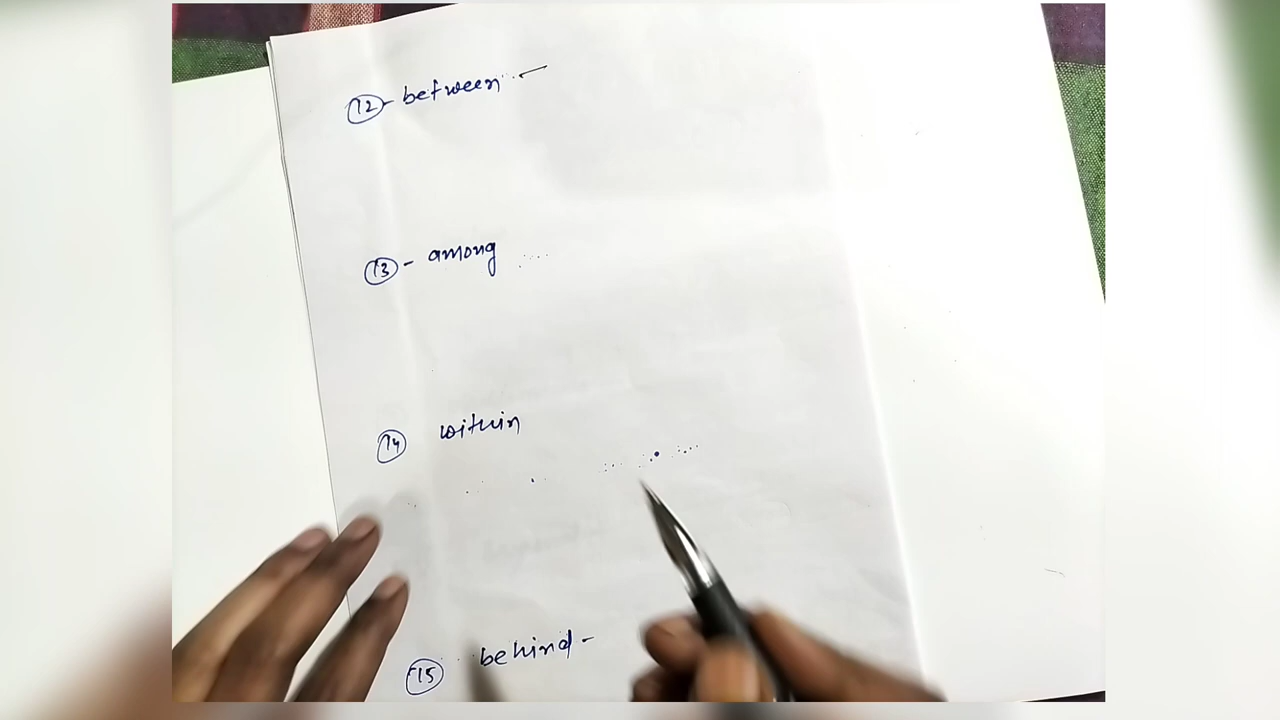 12 - between -
13 - among
14 within
15 behind -